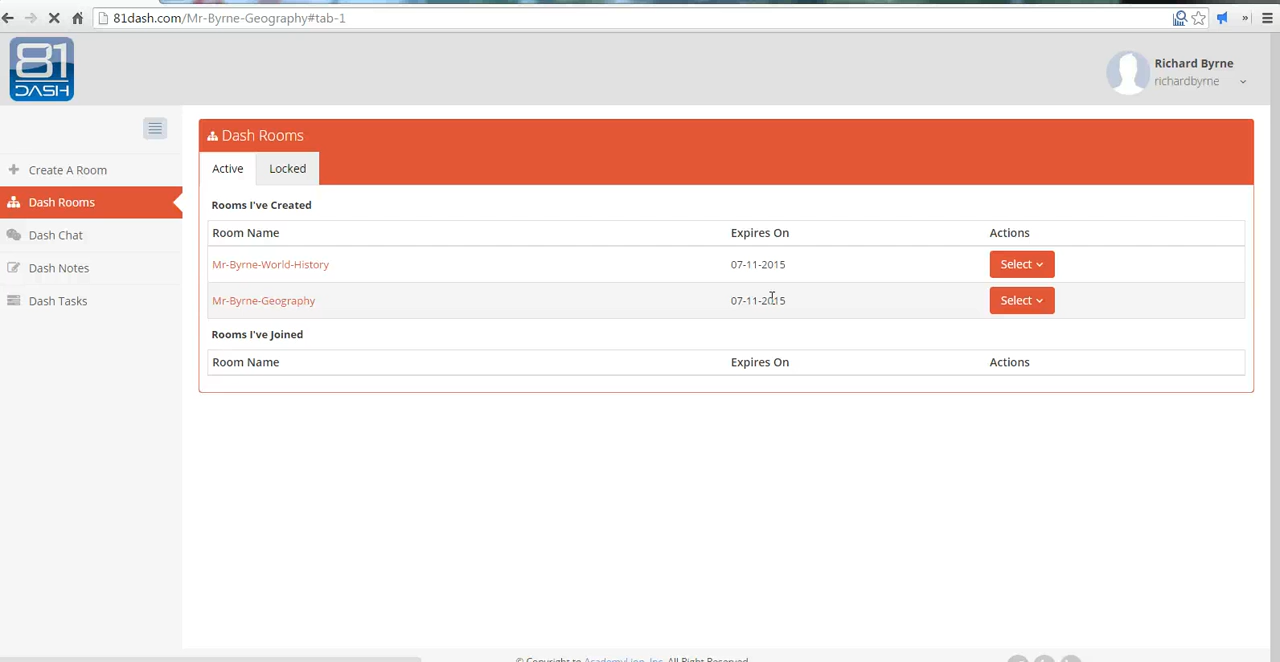 81dash.com/Mr-Byrne-Geography#tab-1
»
81
DASH
Richard Byrne
richardbyrne
Create A Room
Dash Rooms
Dash Chat
Dash Notes
Dash Tasks
Dash Rooms
Active Locked
Rooms I've Created
Room Name Expires On Actions
Mr-Byrne-World-History 07-11-2015 Select
Mr-Byrne-Geography 07-11-2015 Select
Rooms I've Joined
Room Name Expires On Actions
© Copyright to AcademyLinn, Inc. All Right Reserved